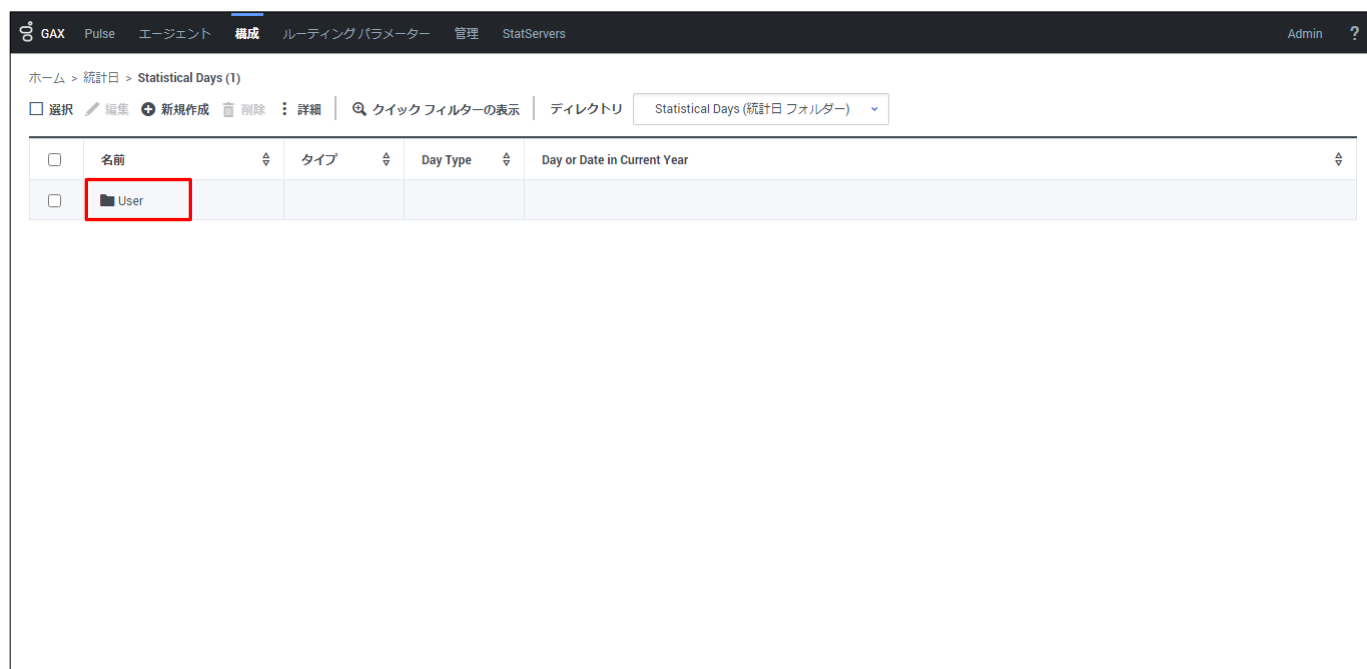 GAX Pulse エージェント 構成 ルーティング パラメーター 管理 StatServers Admin ?
ホーム > 統計日 > Statistical Days (1)
選択 編集 新規作成 削除 詳細 クイック フィルターの表示 ディレクトリ Statistical Days (統計日 フォルダー)
名前 タイプ Day Type Day or Date in Current Year
User